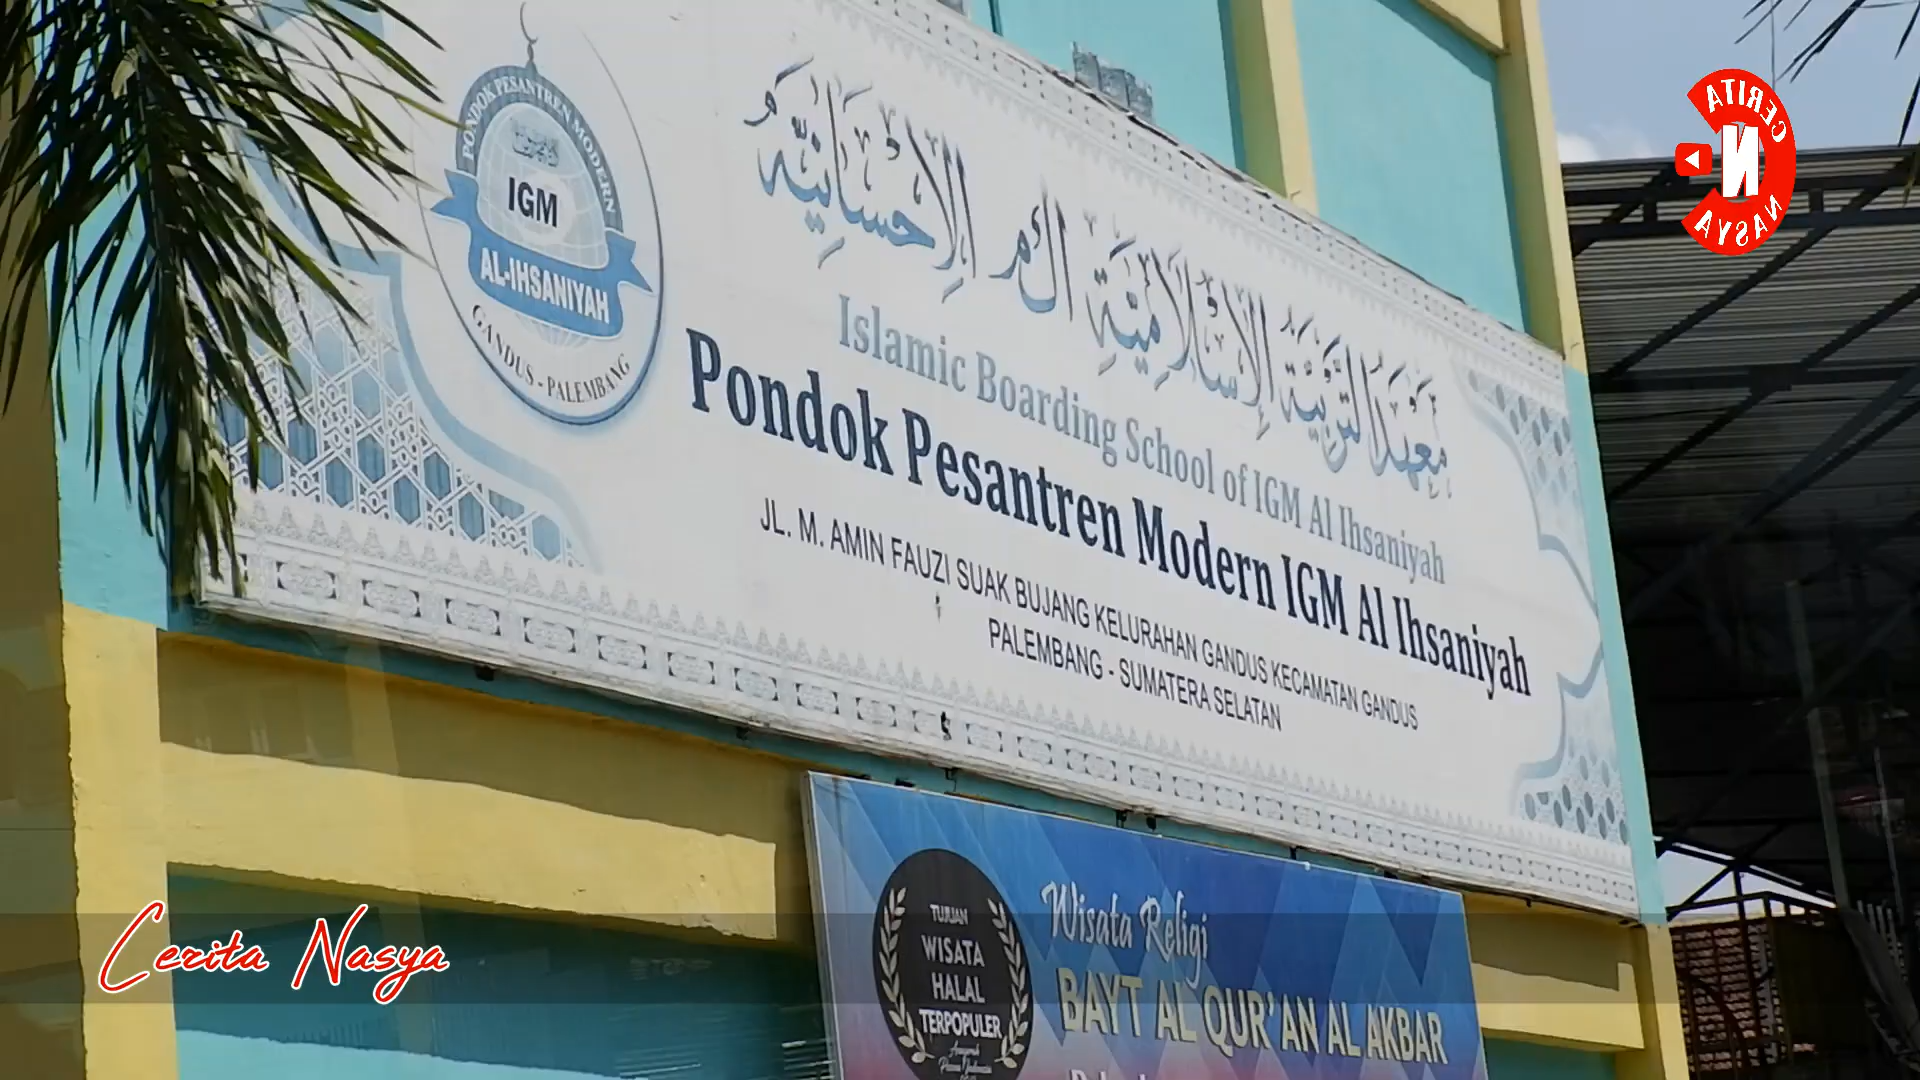 PONDOK PESANTREN MODERN
IGM
AL-IHSANIYAH
GANDUS - PALEMBANG
معهد التربية الإسلامية ال م الإحسانية
Islamic Boarding School of IGM Al Ihsaniyah
Pondok Pesantren Modern IGM Al Ihsaniyah
JL. M. AMIN FAUZI SUAK BUJANG KELURAHAN GANDUS KECAMATAN GANDUS
PALEMBANG - SUMATERA SELATAN
CERITA
N
NASYA
TUJUAN
WISATA
HALAL
TERPOPULER
Wisata Religi
BAYT AL QUR'AN AL AKBAR
Cerita Nasya